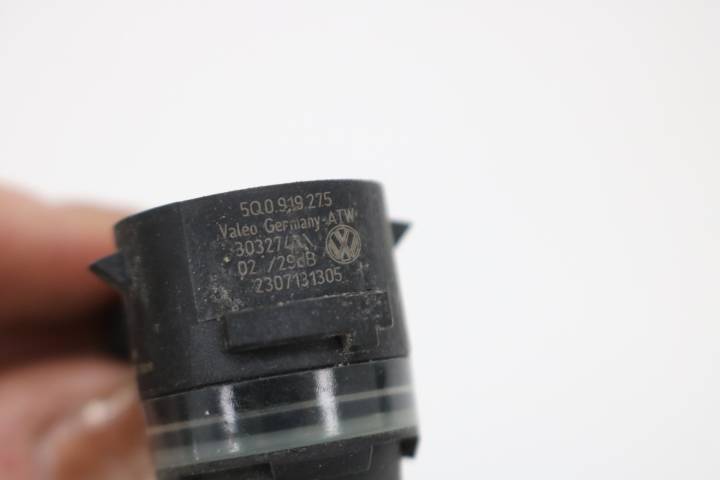 5Q0.919.275
Valeo Germany-ATW
02 /29dB
2307131305